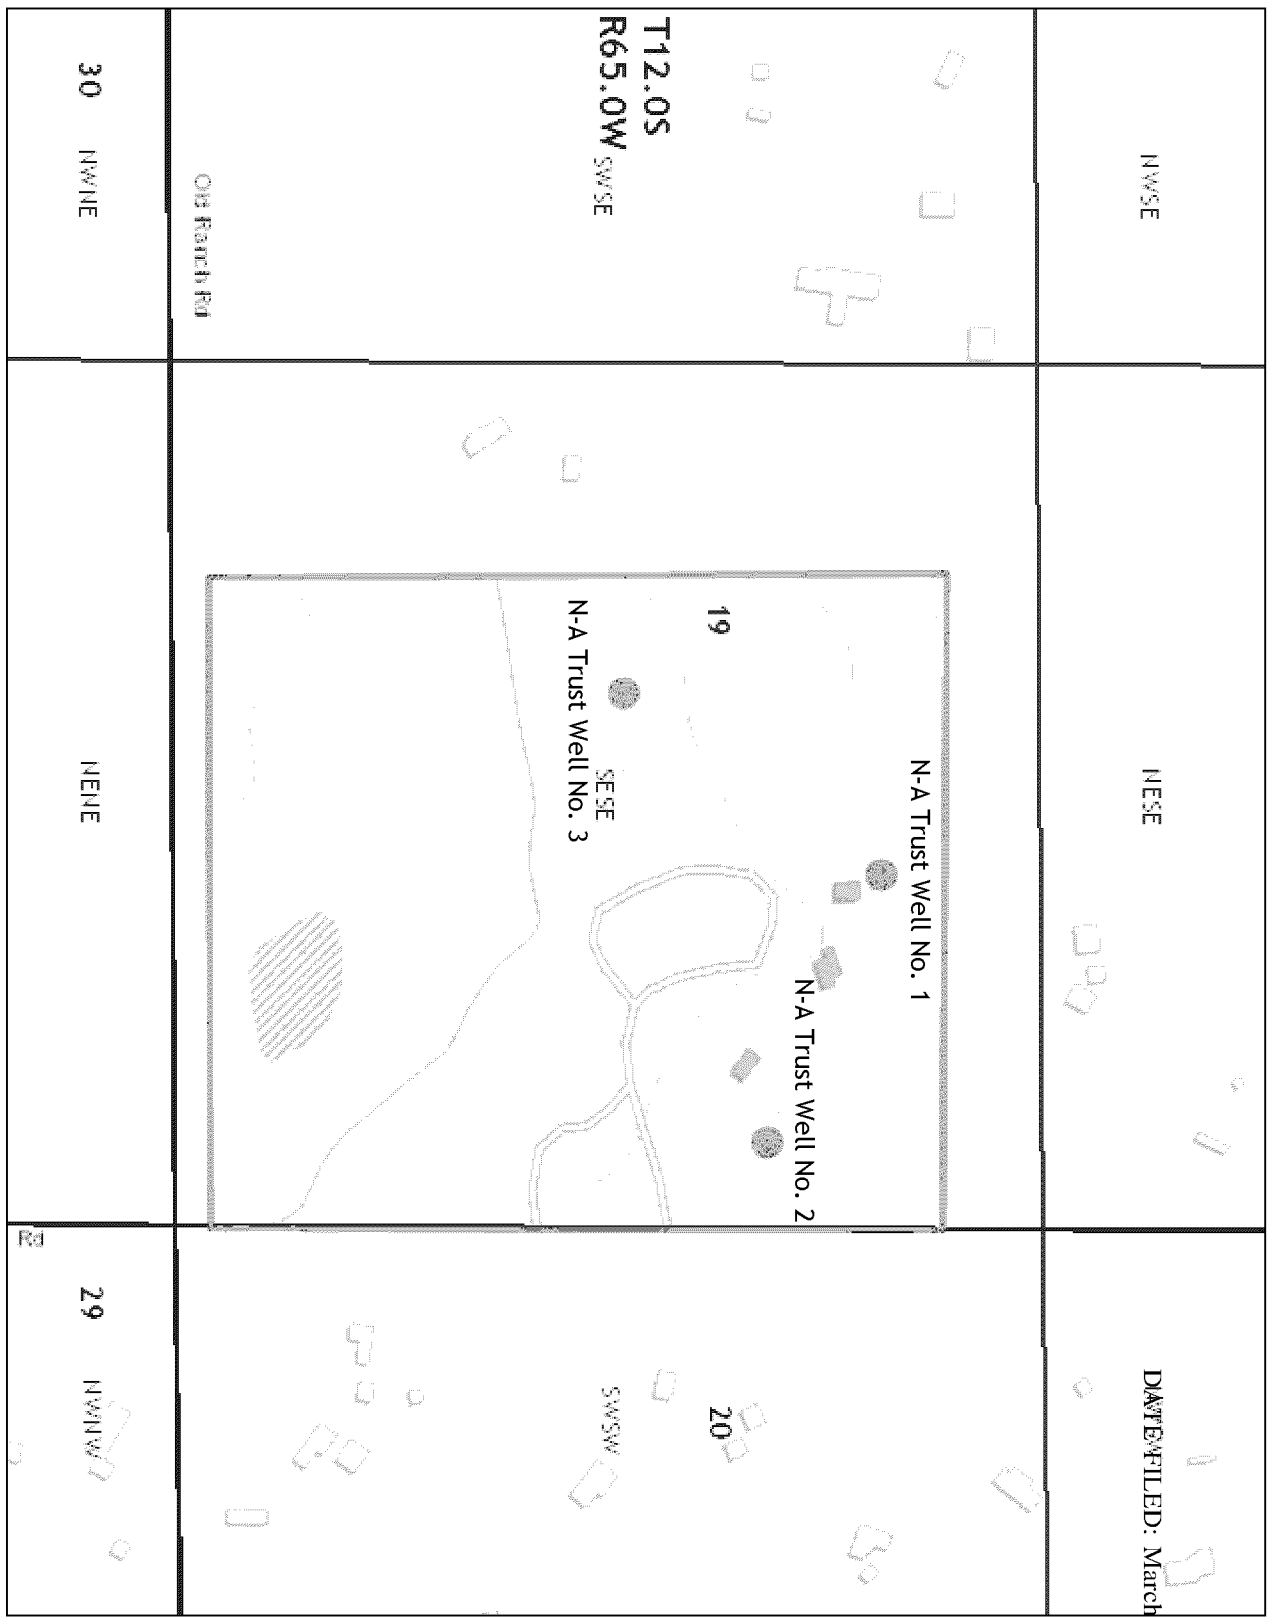 T12.0S
R65.0W
NWSE
NESE
DATE FILED: March
SWSE
19
N-A Trust Well No. 1
N-A Trust Well No. 2
N-A Trust Well No. 3
SESE
20
SWSW
Old Ranch Rd
30
NWNE
NENE
Rd
29
NWNW